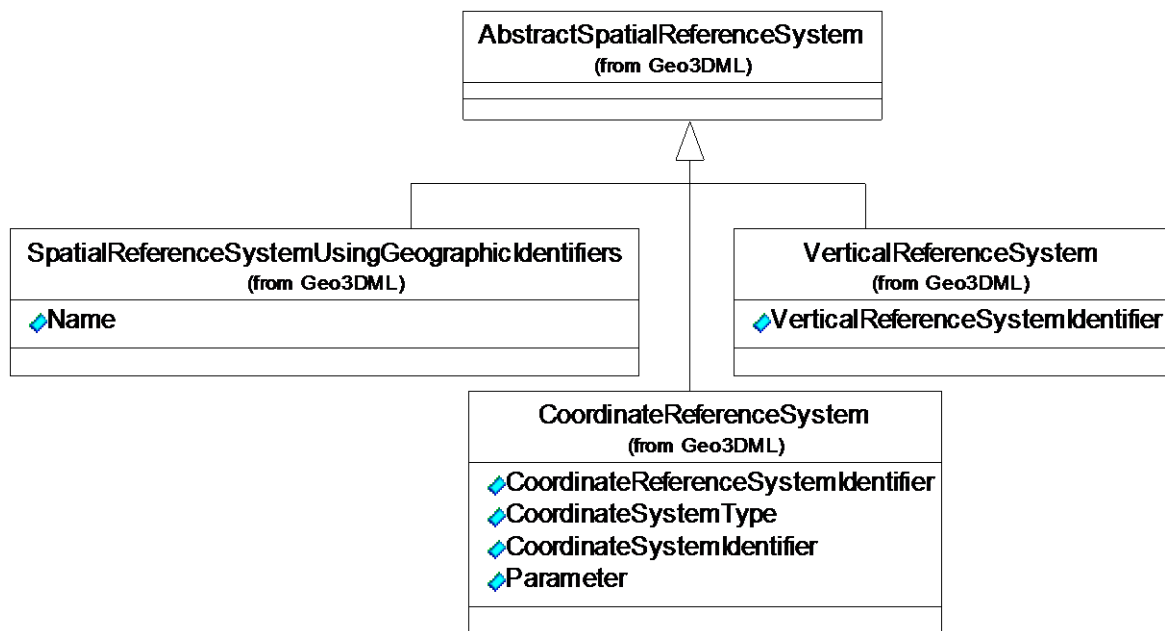 AbstractSpatialReferenceSystem
(from Geo3DML)
SpatialReferenceSystemUsingGeographicIdentifiers
(from Geo3DML)
Name
VerticalReferenceSystem
(from Geo3DML)
VerticalReferenceSystemIdentifier
CoordinateReferenceSystem
(from Geo3DML)
CoordinateReferenceSystemIdentifier
CoordinateSystemType
CoordinateSystemIdentifier
Parameter